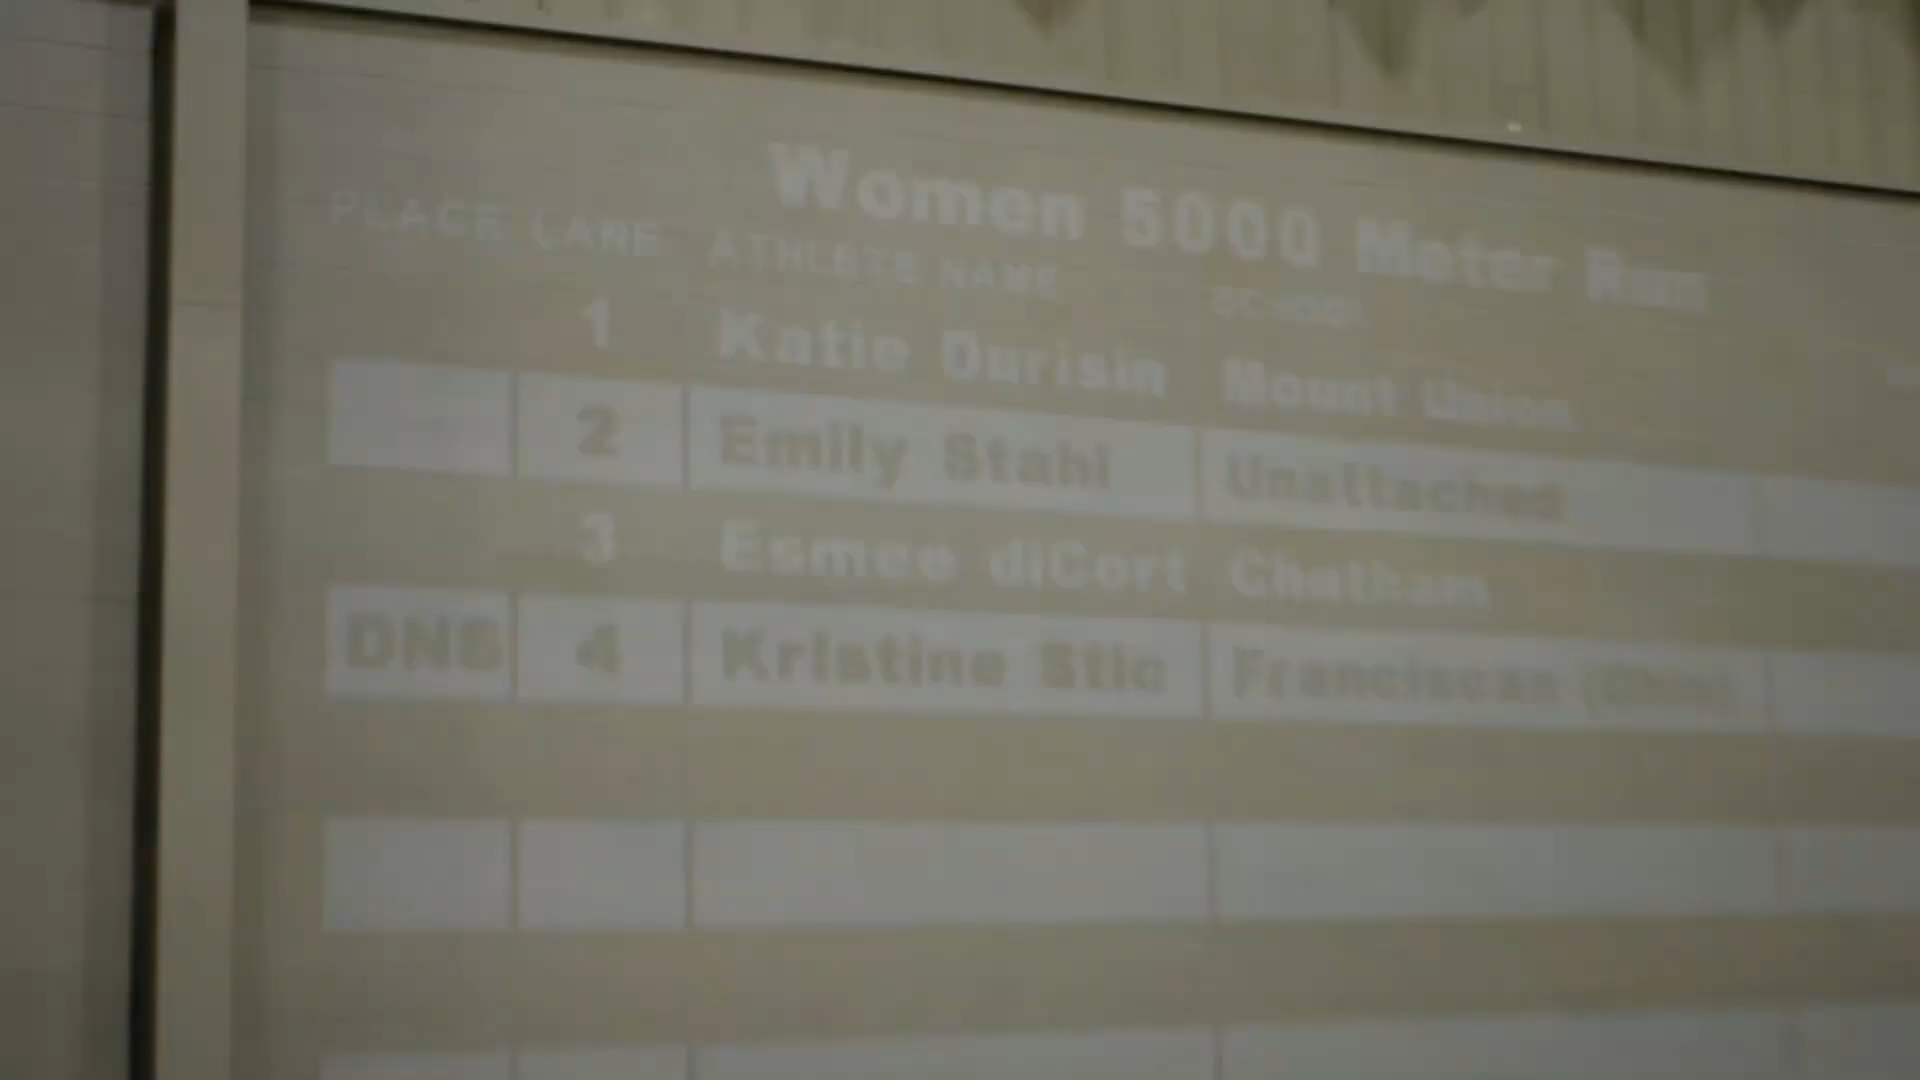 Women 5000 Meter Run
PLACE LANE ATHLETE NAME SCHOOL
1 Katie Durisin Mount Union
2 Emily Stahl Unattached
3 Esmee diCort Chatham
DNS 4 Kristine Stic Franciscan (Ohio)